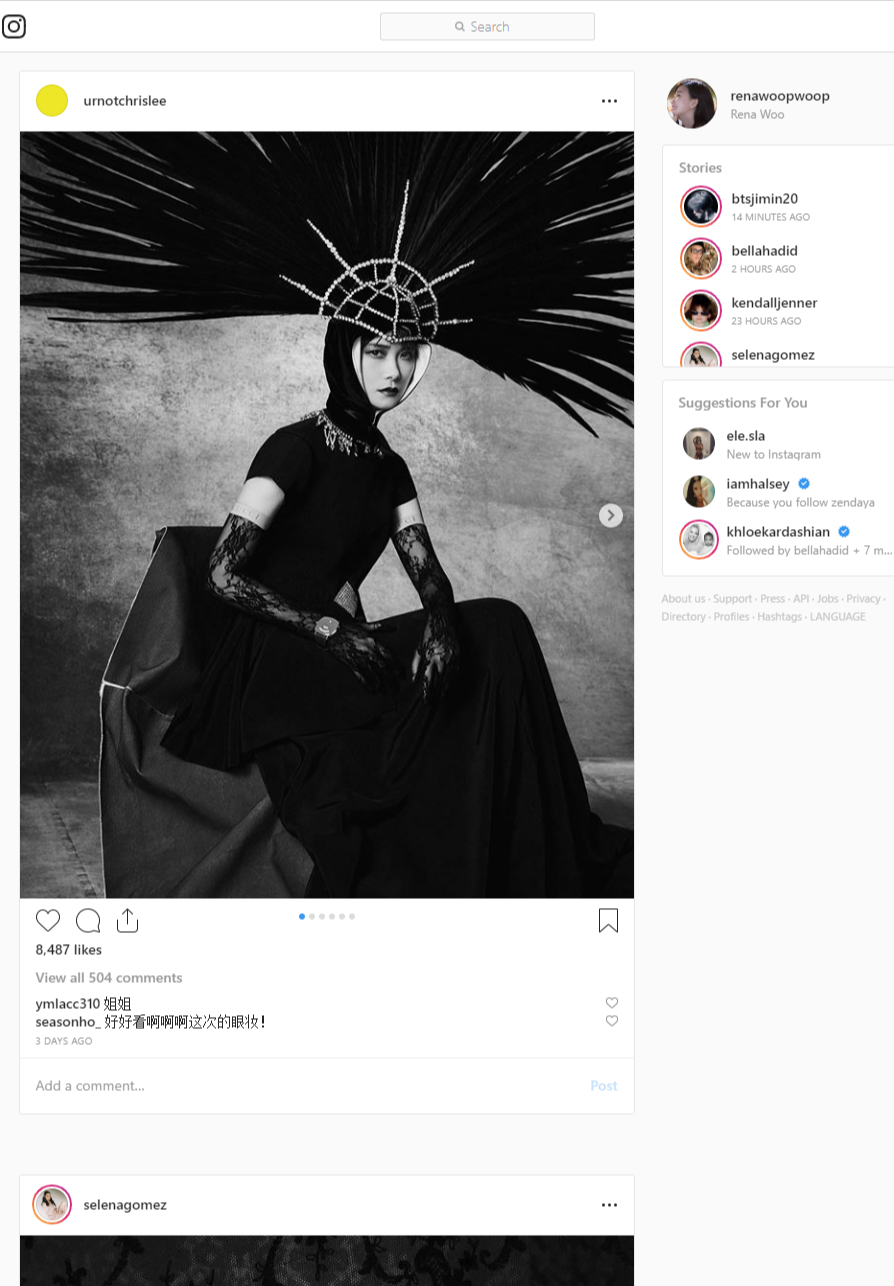 Search
urnotchrislee
renawoopwoop
Rena Woo
Stories
btsjimin20
14 MINUTES AGO
bellahadid
2 HOURS AGO
kendalljenner
23 HOURS AGO
selenagomez
Suggestions For You
ele.sla
New to Instagram
iamhalsey
Because you follow zendaya
khloekardashian
Followed by bellahadid + 7 m...
About us · Support · Press · API · Jobs · Privacy ·
Directory · Profiles · Hashtags · LANGUAGE
8,487 likes
View all 504 comments
ymlacc310 姐姐
seasonho_ 好好看啊啊啊这次的眼妆！
3 DAYS AGO
Add a comment...
Post
selenagomez